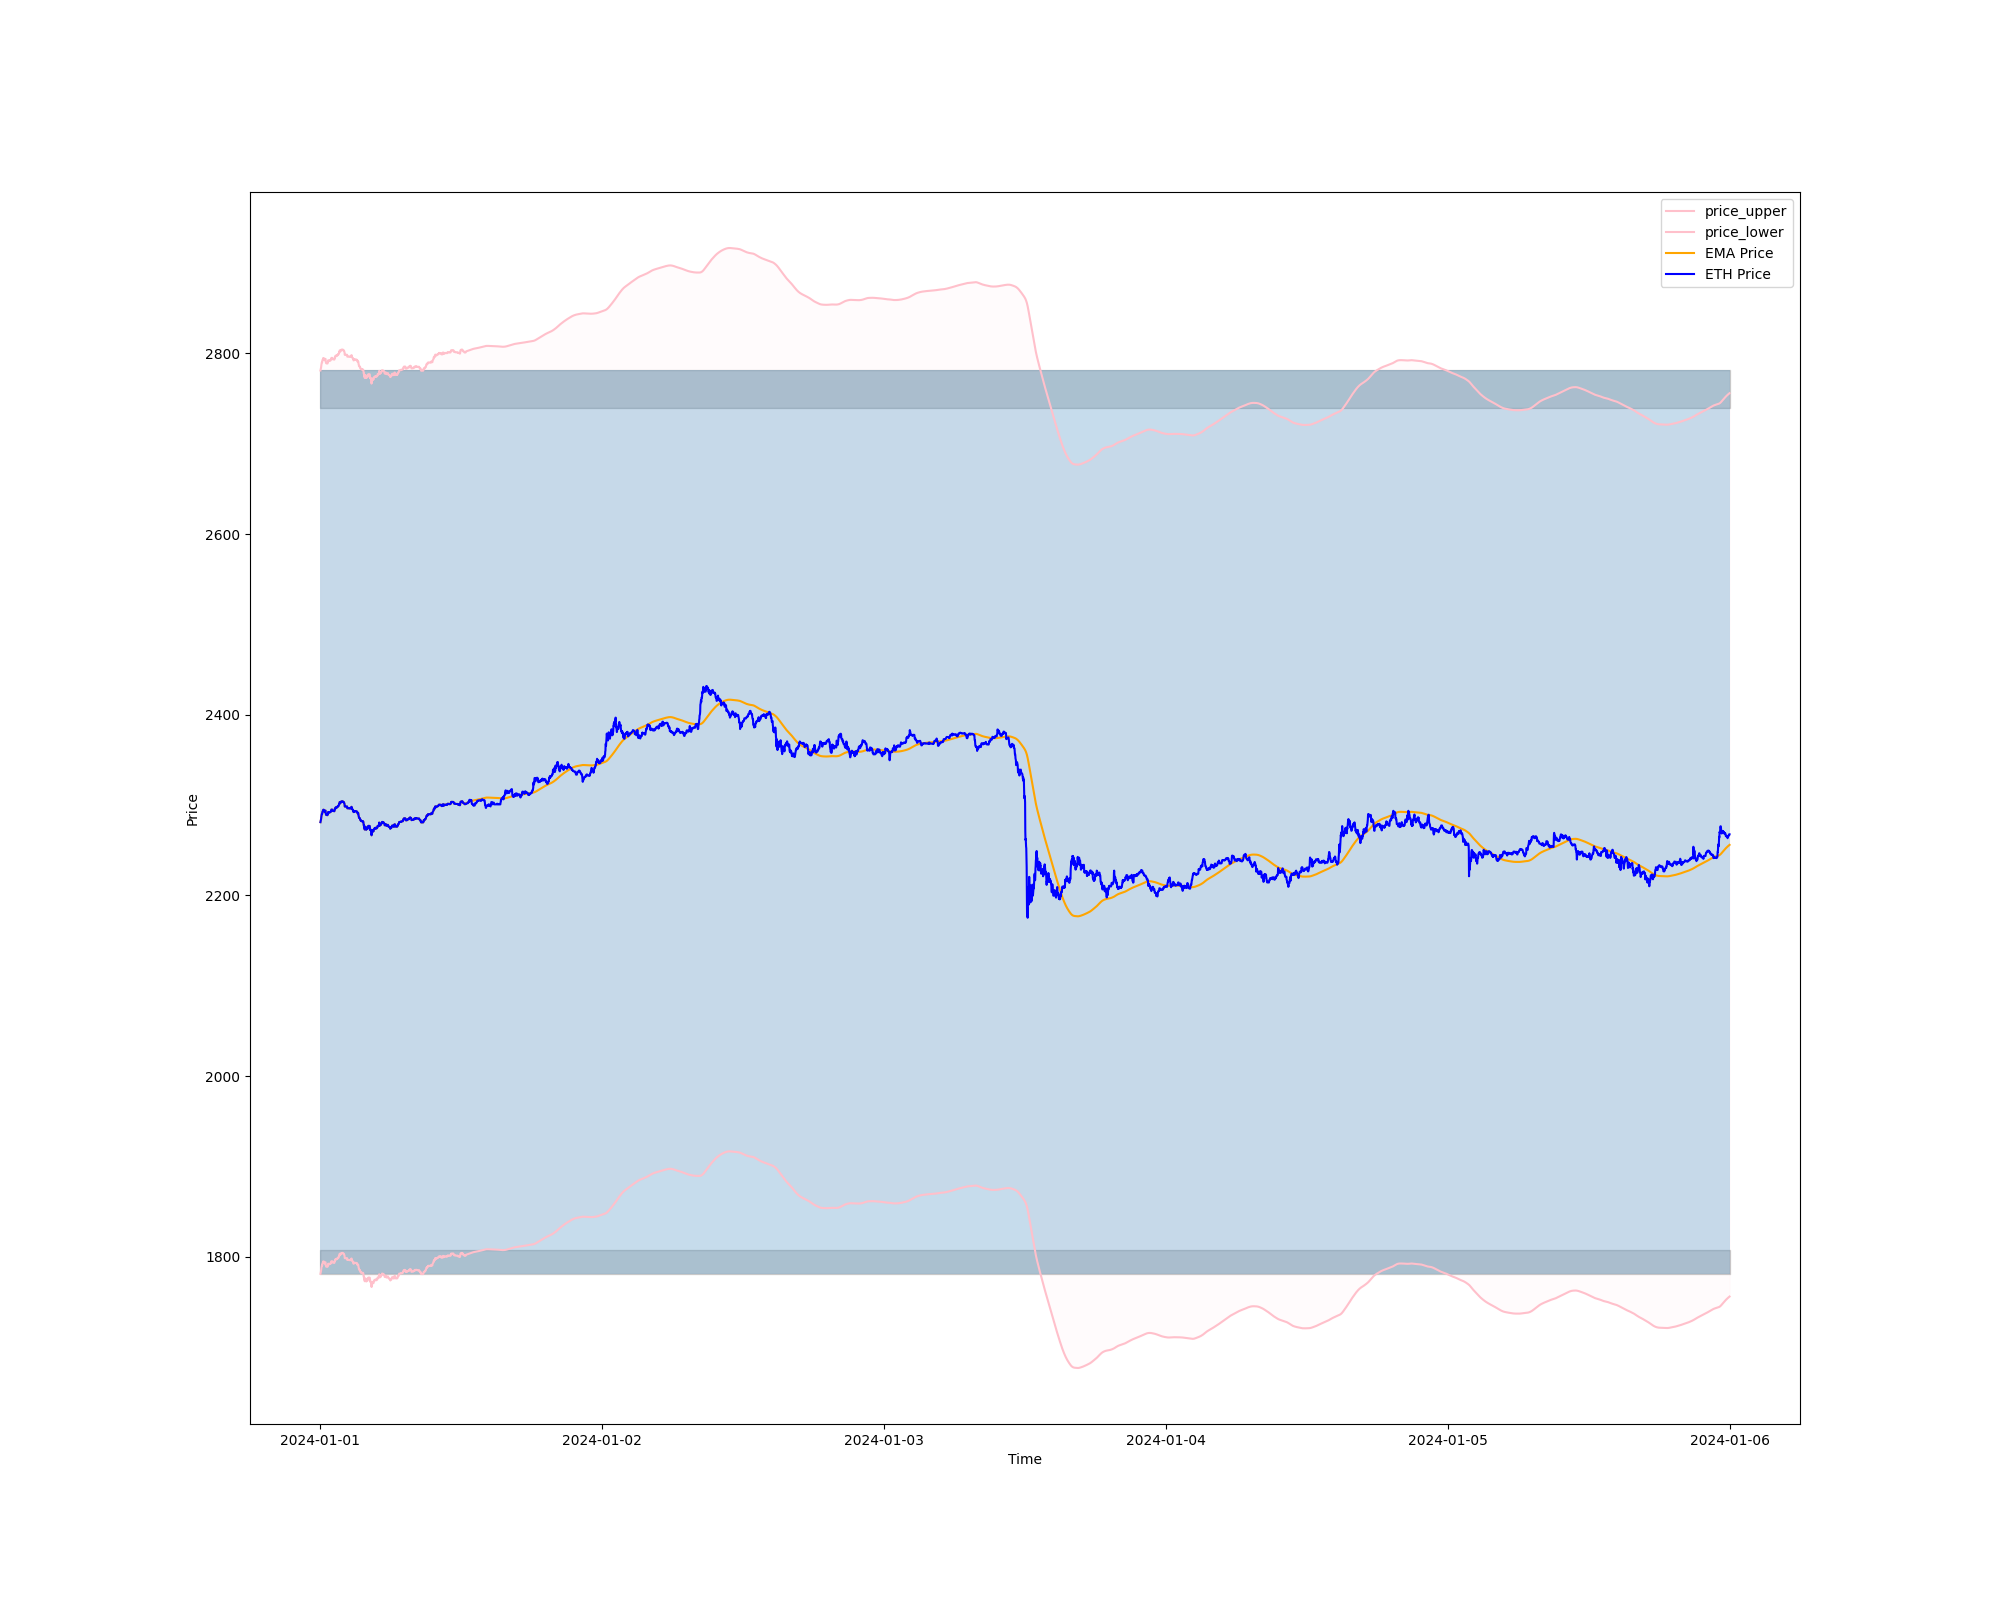 price_upper
price_lower
EMA Price
ETH Price
2800
2600
2400
2200
2000
1800
Price
2024-01-01
2024-01-02
2024-01-03
2024-01-04
2024-01-05
2024-01-06
Time